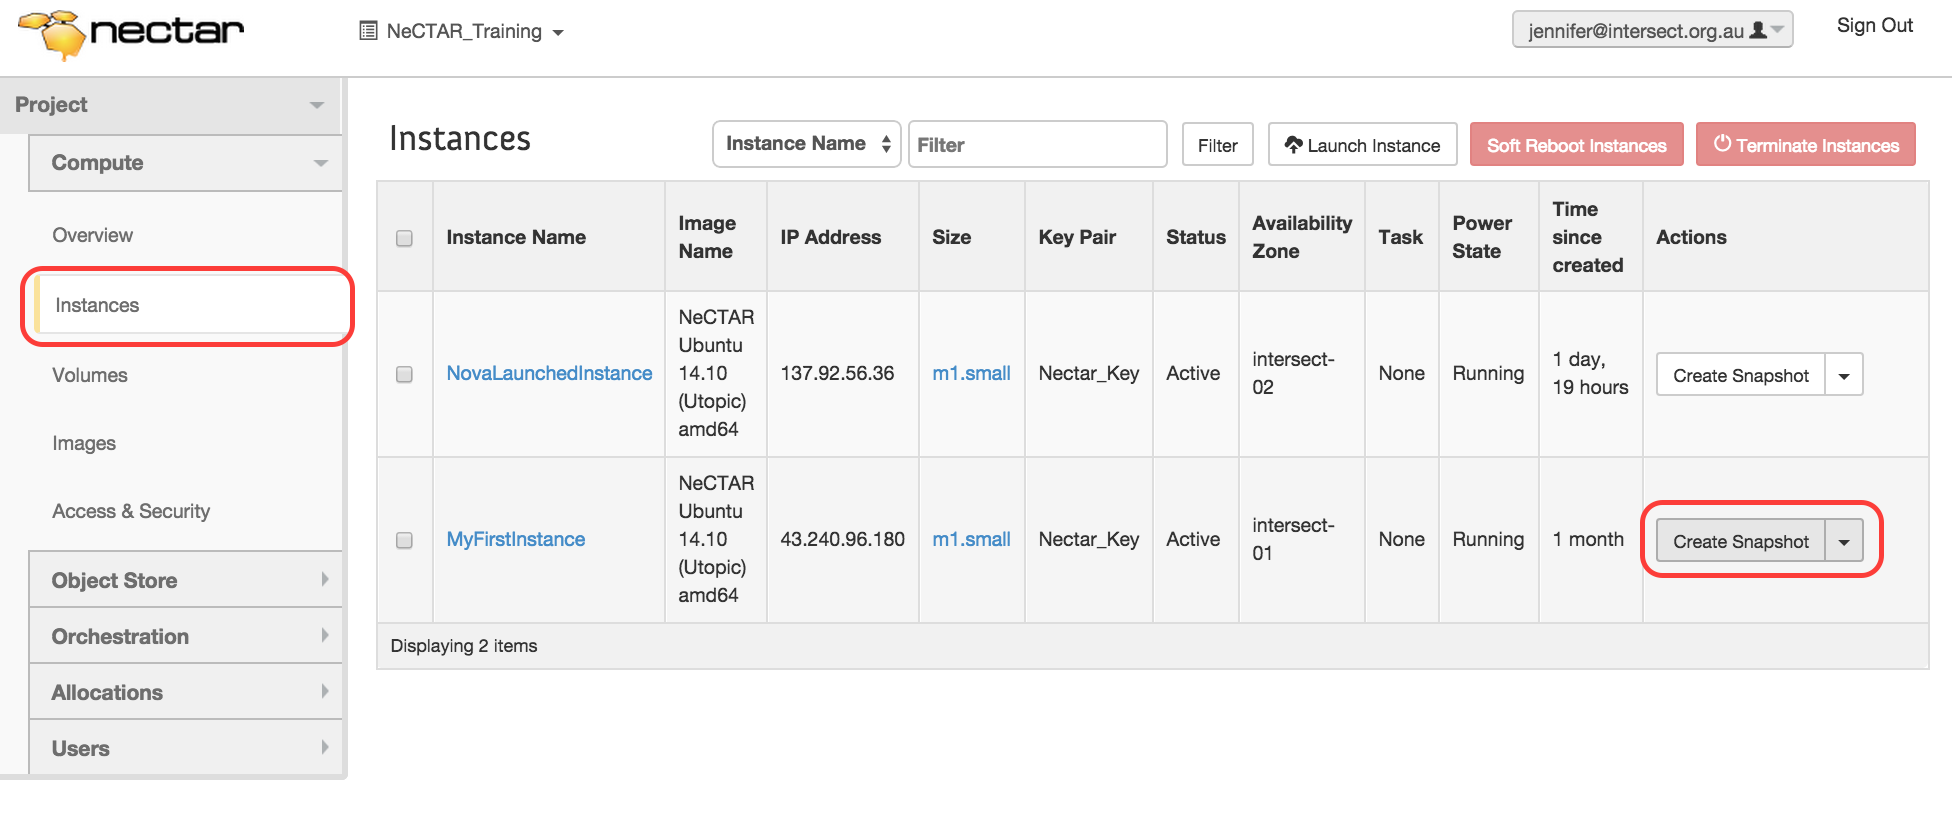 nectar
NeCTAR_Training
jennifer@intersect.org.au
Sign Out
Project
Compute
Overview
Instances
Volumes
Images
Access & Security
Object Store
Orchestration
Allocations
Users
Instances
Instance Name
Filter
Filter
Launch Instance
Soft Reboot Instances
Terminate Instances
Instance Name
Image
Name
IP Address
Size
Key Pair
Status
Availability
Zone
Task
Power
State
Time
since
created
Actions
NovaLaunchedInstance
NeCTAR
Ubuntu
14.10
(Utopic)
amd64
137.92.56.36
m1.small
Nectar_Key
Active
intersect-
02
None
Running
1 day,
19 hours
Create Snapshot
MyFirstInstance
NeCTAR
Ubuntu
14.10
(Utopic)
amd64
43.240.96.180
m1.small
Nectar_Key
Active
intersect-
01
None
Running
1 month
Create Snapshot
Displaying 2 items